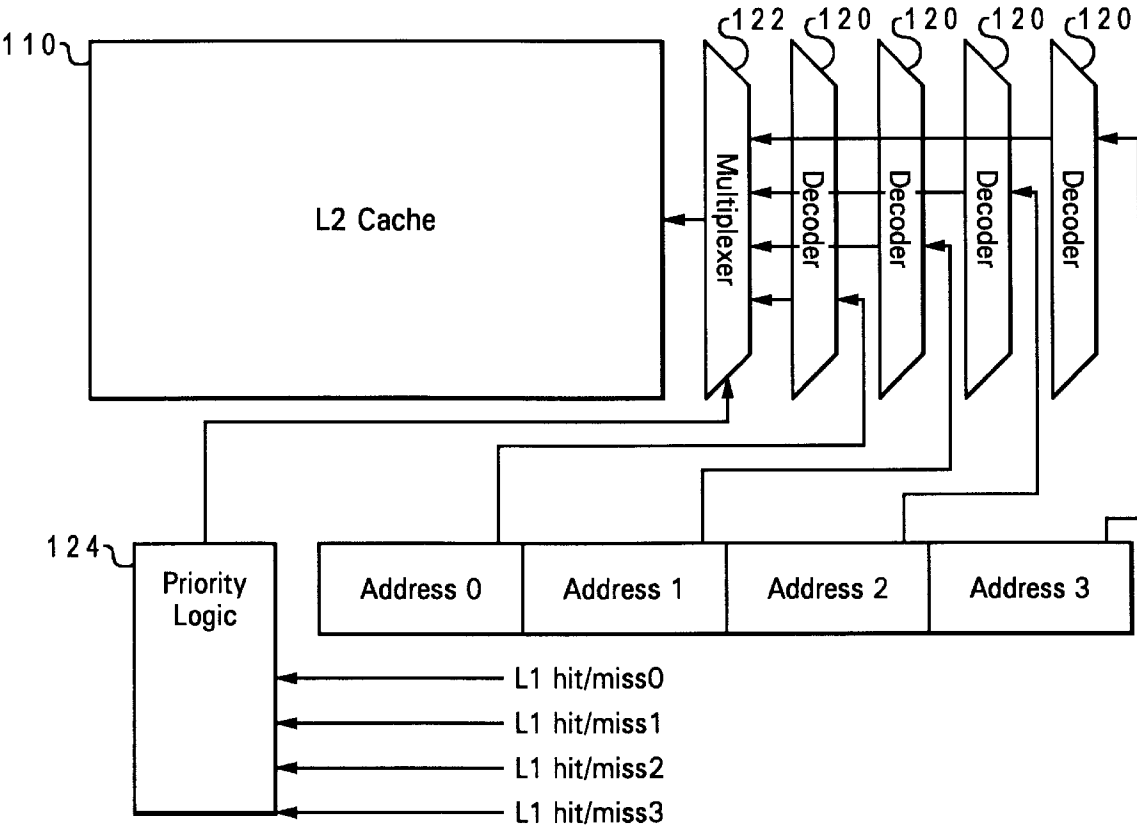 110
122
120
120
120
120
L2 Cache
Multiplexer
Decoder
Decoder
Decoder
Decoder
124
Priority
Logic
Address 0
Address 1
Address 2
Address 3
L1 hit/miss0
L1 hit/miss1
L1 hit/miss2
L1 hit/miss3